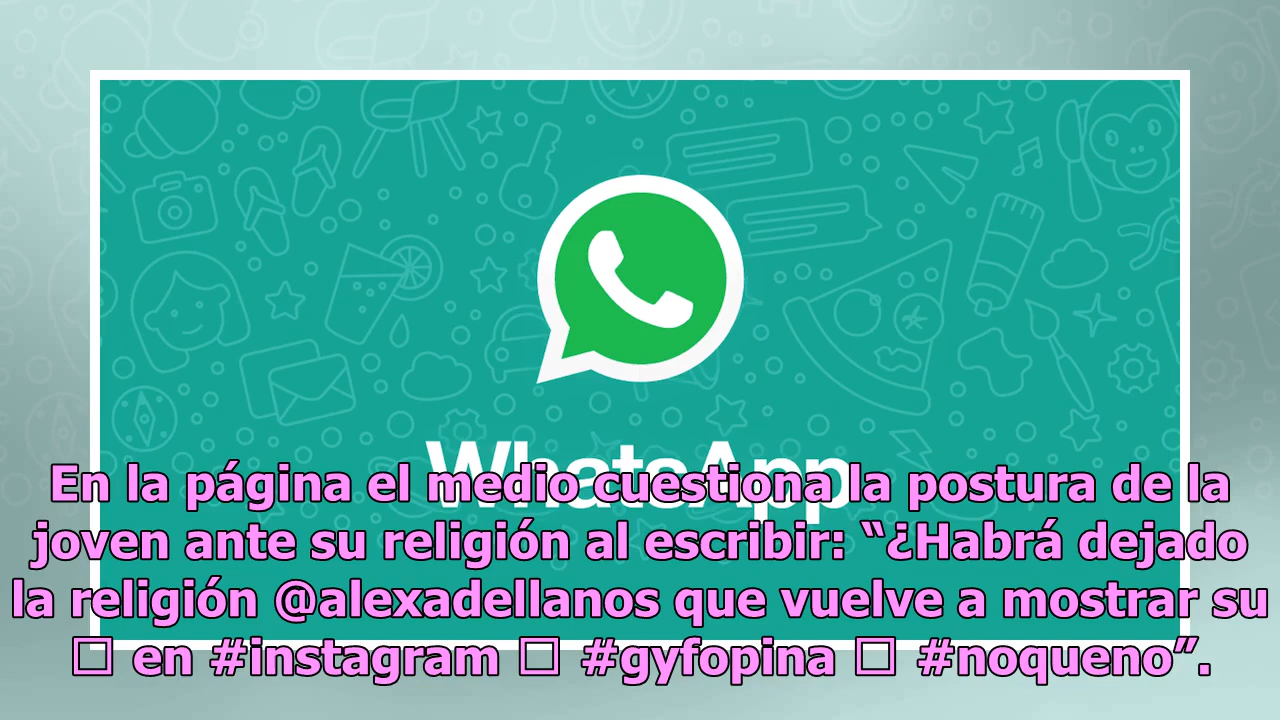 WhatsApp
En la página el medio cuestiona la postura de la
joven ante su religión al escribir: “¿Habrá dejado
la religión @alexadellanos que vuelve a mostrar su
□ en #instagram □ #gyfopina □ #noqueno”.